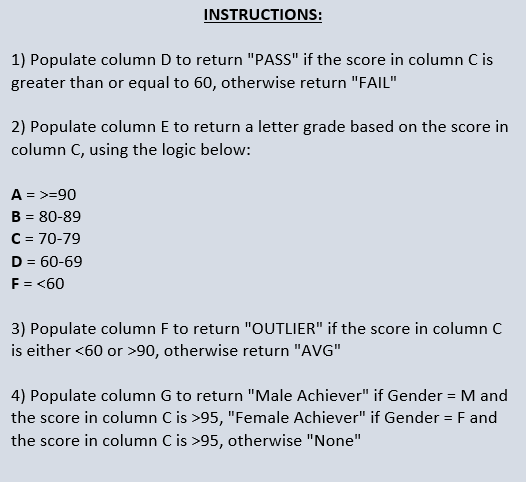 INSTRUCTIONS:
1) Populate column D to return "PASS" if the score in column C is
greater than or equal to 60, otherwise return "FAIL"
2) Populate column E to return a letter grade based on the score in
column C, using the logic below:
A = >=90
B = 80-89
C = 70-79
D = 60-69
F = <60
3) Populate column F to return "OUTLIER" if the score in column C
is either <60 or >90, otherwise return "AVG"
4) Populate column G to return "Male Achiever" if Gender = M and
the score in column C is >95, "Female Achiever" if Gender = F and
the score in column C is >95, otherwise "None"